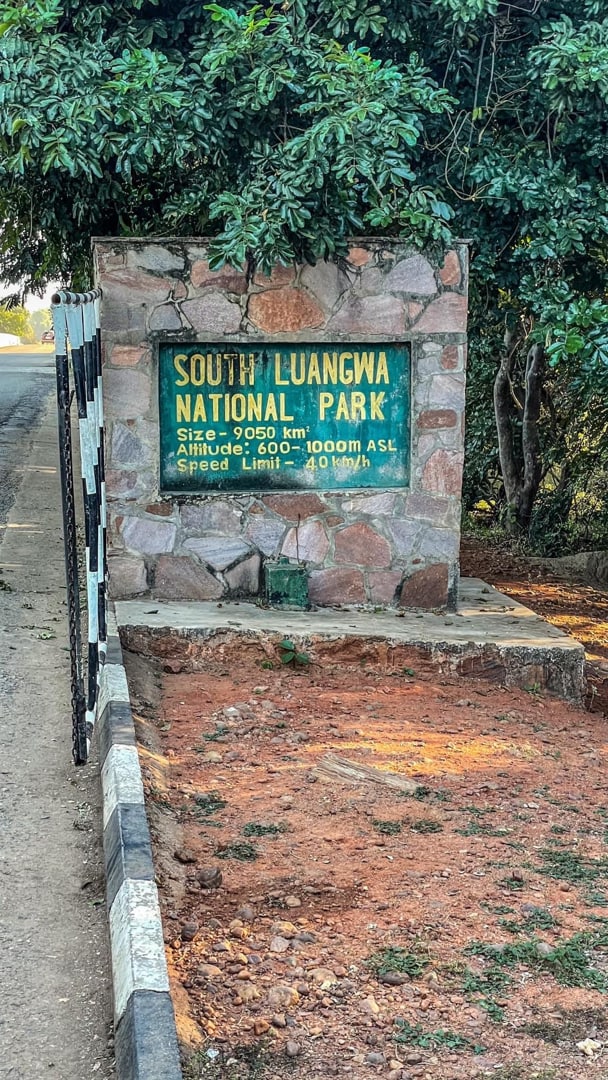 SOUTH LUANGWA
NATIONAL PARK
Size - 9050 km²
Altitude: 600-1000m ASL
Speed Limit - 40km/h